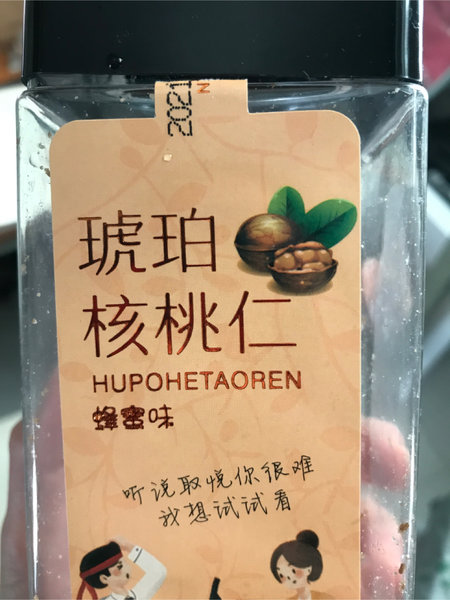 2021
琥珀
核桃仁
HUPOHETAOREN
蜂蜜味
听说取悦你很难
我想试试看